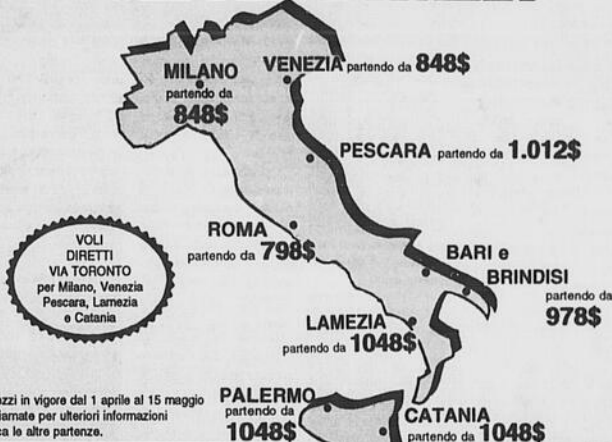 MILANO
partendo da
848$
VENEZIA partendo da 848$
PESCARA partendo da 1.012$
ROMA
partendo da 798$
VOLI
DIRETTI
VIA TORONTO
per Milano, Venezia
Pescara, Lamezia
e Catania
BARI e
BRINDISI
partendo da
978$
LAMEZIA
partendo da 1048$
in vigore dal 1 aprile al 15 maggio
per ulteriori informazioni
le altre partenze.
PALERMO
partendo da
1048$
CATANIA
partendo da 1048$